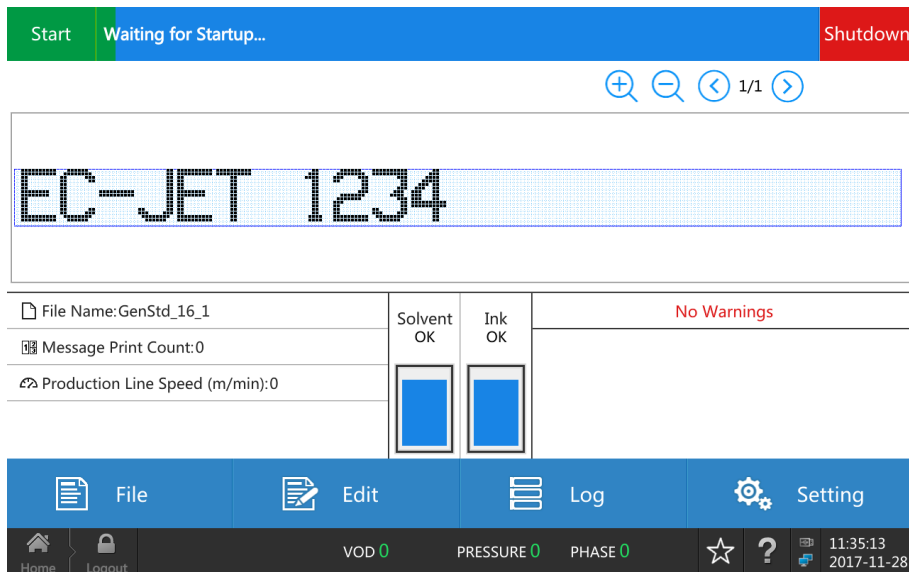 Start
Waiting for Startup...
Shutdown
1/1
EC-JET 1234
File Name:GenStd_16_1
Message Print Count:0
Production Line Speed (m/min):0
Solvent
OK
Ink
OK
No Warnings
File
Edit
Log
Setting
Home
Logout
VOD 0
PRESSURE 0
PHASE 0
?
11:35:13
2017-11-28